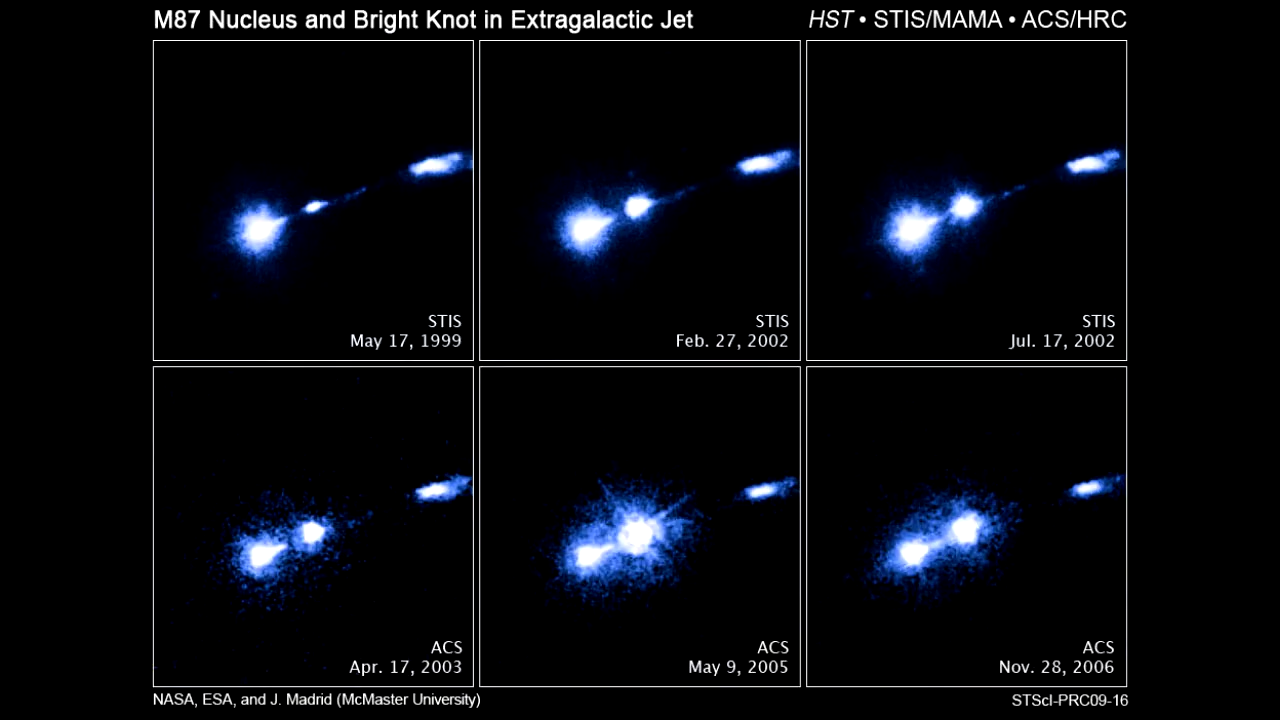 M87 Nucleus and Bright Knot in Extragalactic Jet
HST • STIS/MAMA • ACS/HRC
STIS
May 17, 1999
STIS
Feb. 27, 2002
STIS
Jul. 17, 2002
ACS
Apr. 17, 2003
ACS
May 9, 2005
ACS
Nov. 28, 2006
NASA, ESA, and J. Madrid (McMaster University)
STScI-PRC09-16